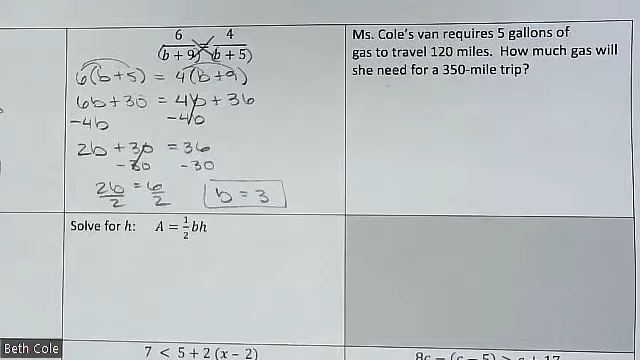 6 4
(b + 9) (b + 5)
6(b+5) = 4(b+9)
6b+30 = 4b+36
-4b -4b
2b + 30 = 36
-30 -30
2b = 6
2 2
b = 3
Ms. Cole's van requires 5 gallons of
gas to travel 120 miles. How much gas will
she need for a 350-mile trip?
Solve for h: A = 1/2 bh
7 < 5 + 2 (x − 2)
Beth Cole